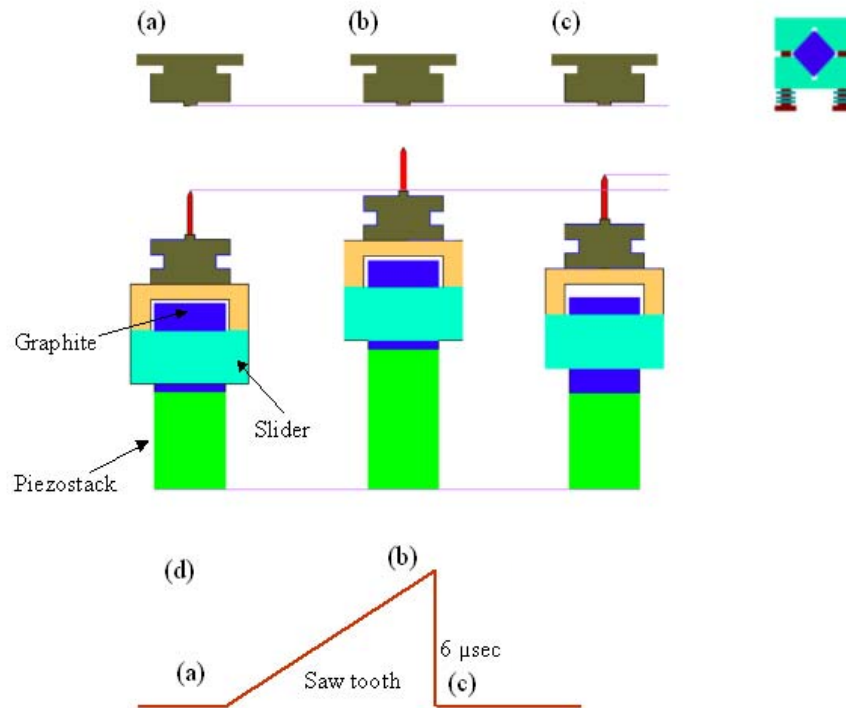 (a) (b) (c)
Graphite
Slider
Piezostack
(d) (b)
6 µsec
(a) Saw tooth (c)